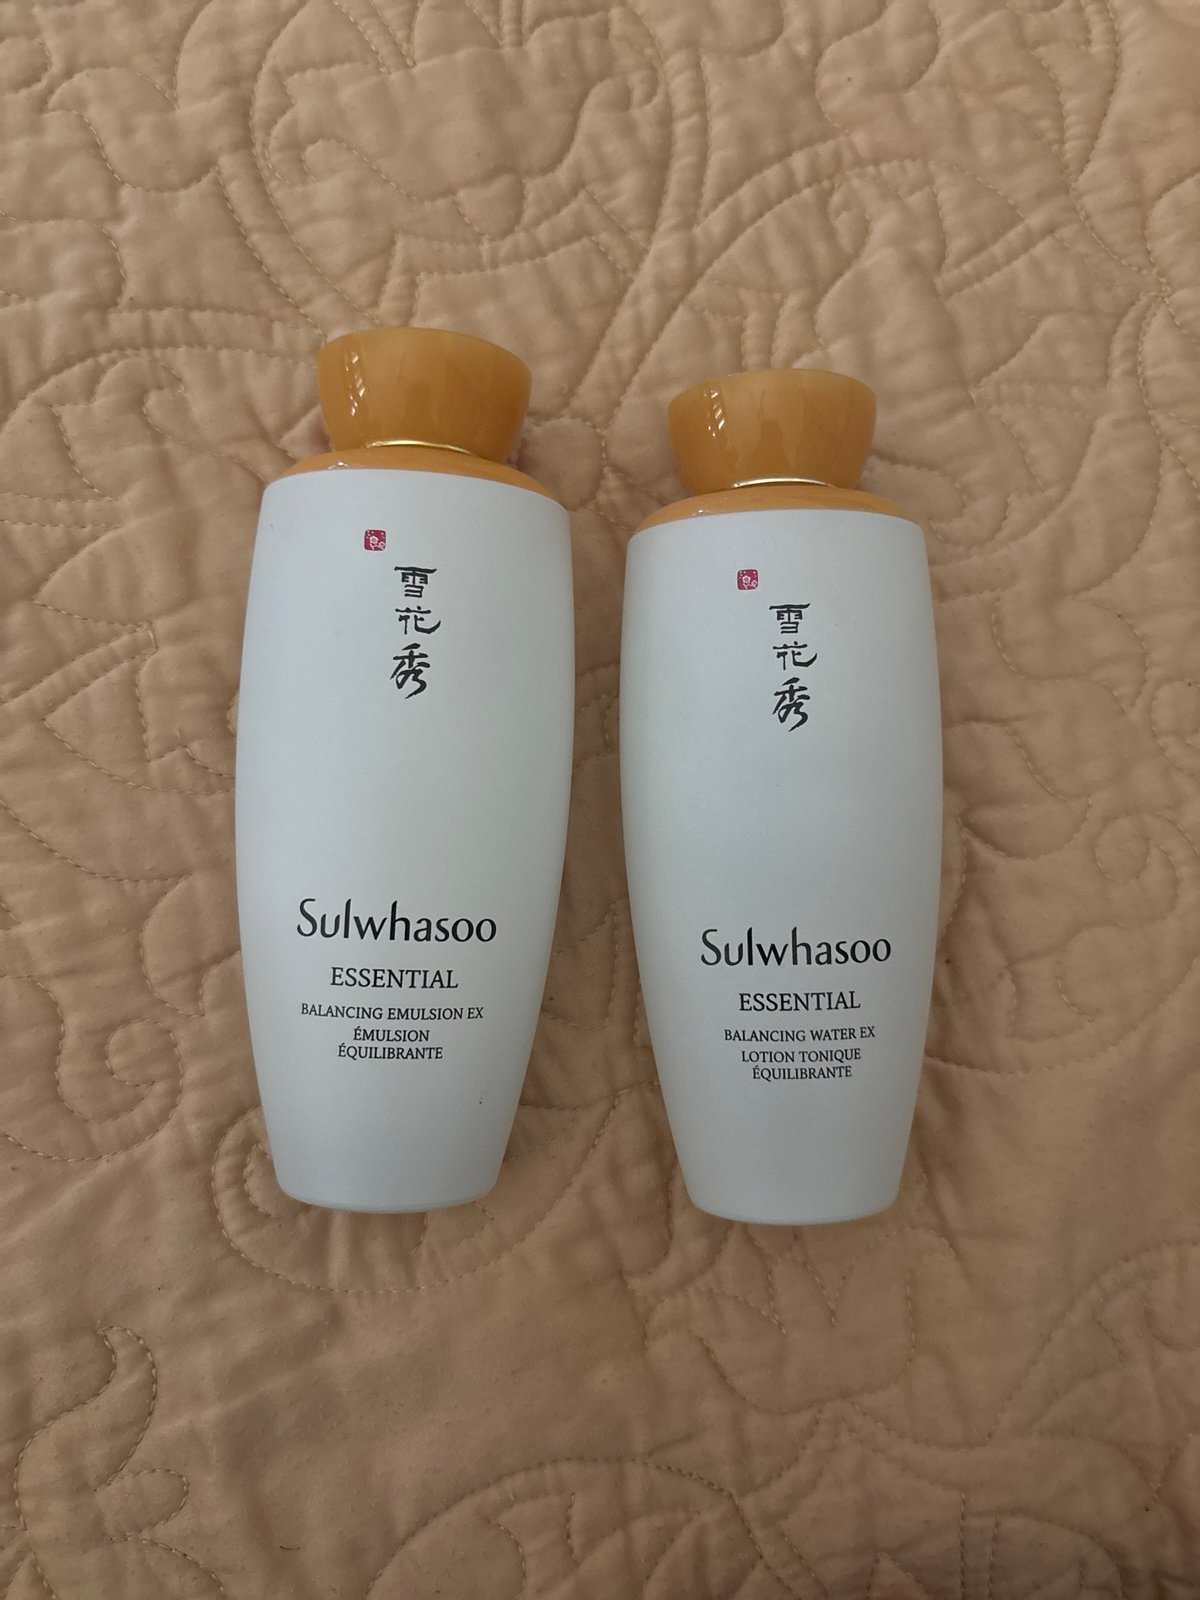 雪
花
秀
Sulwhasoo
ESSENTIAL
BALANCING EMULSION EX
ÉMULSION
ÉQUILIBRANTE
雪
花
秀
Sulwhasoo
ESSENTIAL
BALANCING WATER EX
LOTION TONIQUE
ÉQUILIBRANTE